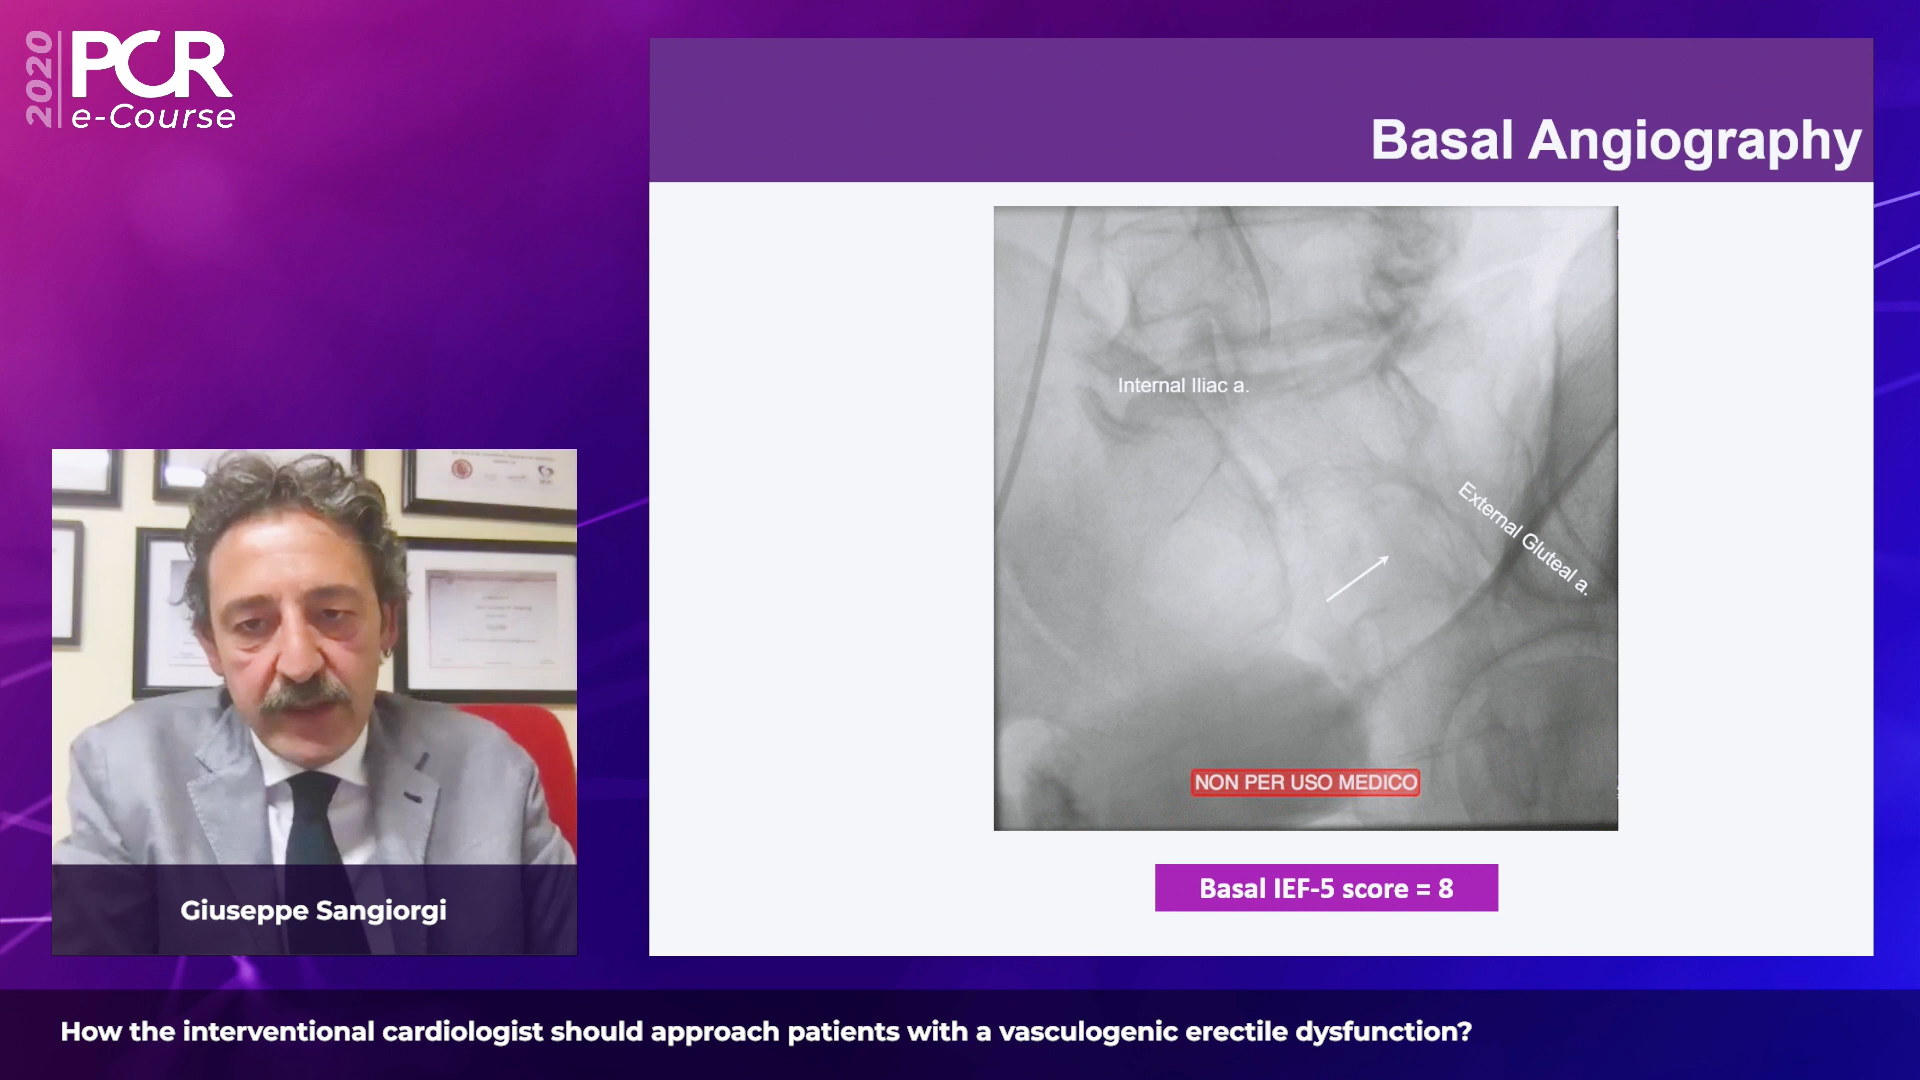 2020
PCR
e-Course
Basal Angiography
Internal Iliac a.
External Gluteal a.
NON PER USO MEDICO
Basal IEF-5 score = 8
Giuseppe Sangiorgi
How the interventional cardiologist should approach patients with a vasculogenic erectile dysfunction?